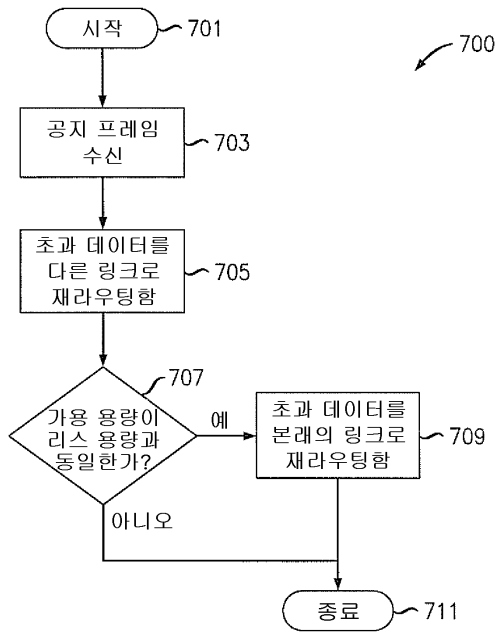 시작
701
700
공지 프레임
수신
703
초과 데이터를
다른 링크로
재라우팅함
705
707
가용 용량이
리스 용량과
동일한가?
예
초과 데이터를
본래의 링크로
재라우팅함
709
아니오
종료
711